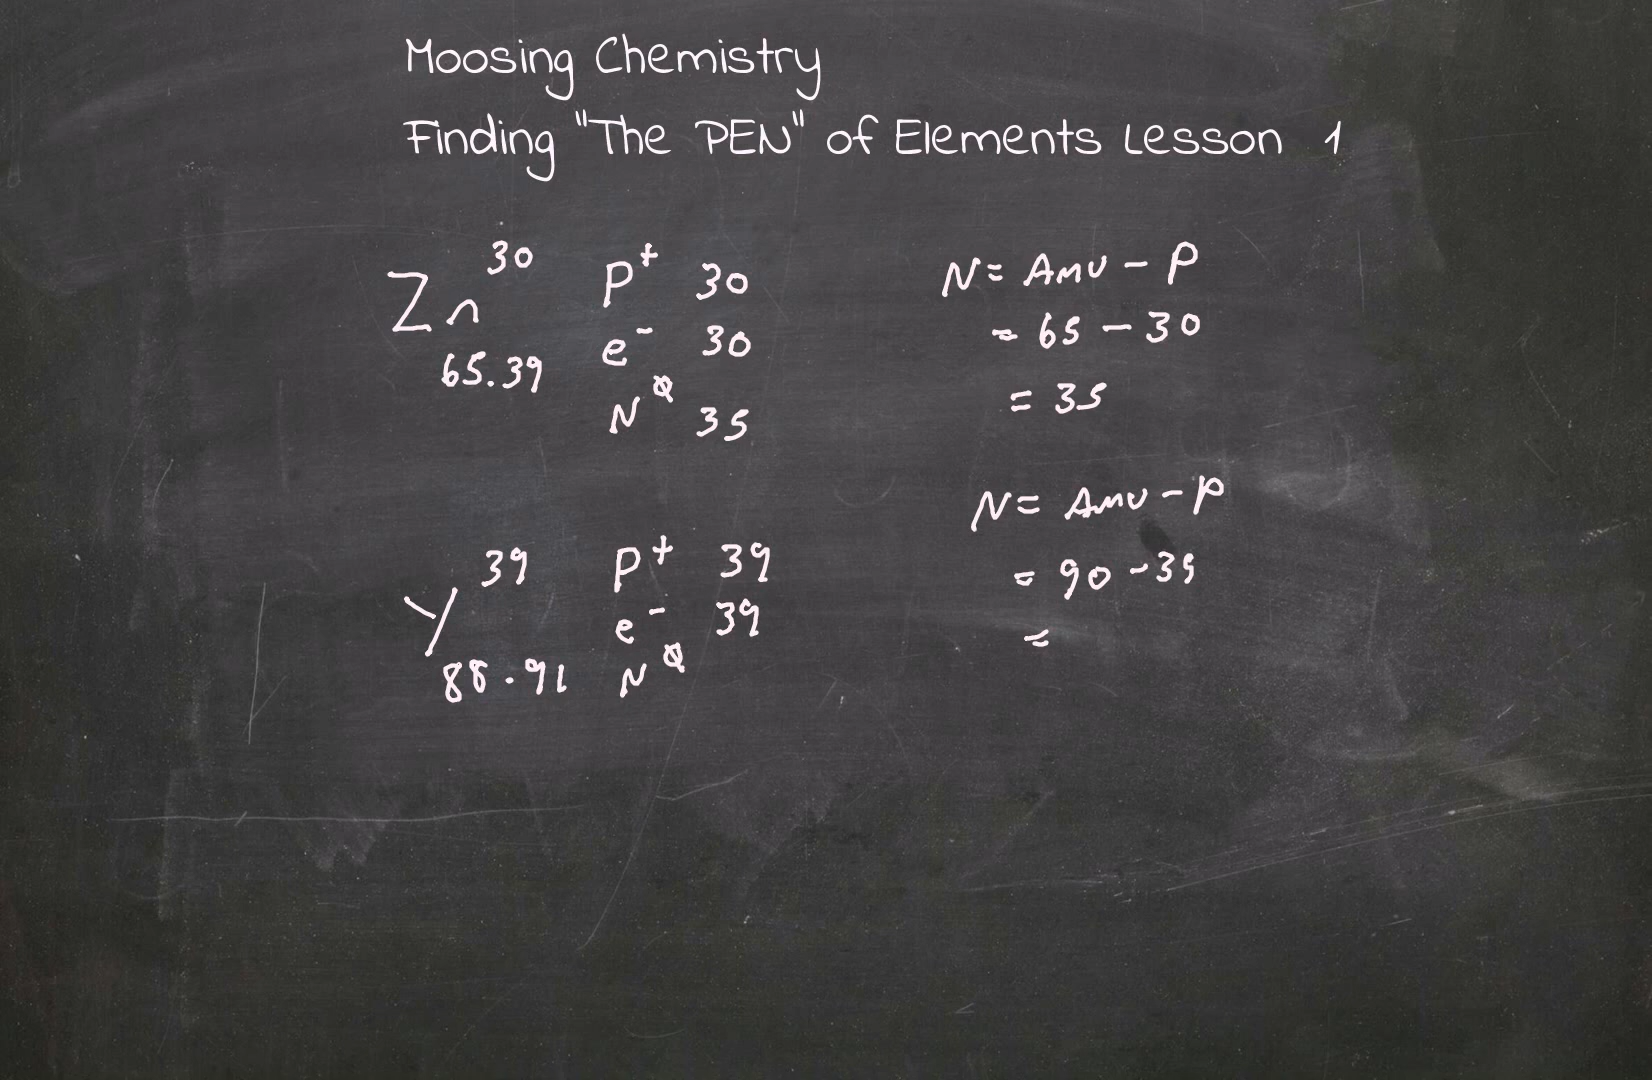 Moosing Chemistry
Finding "The PEN" of Elements Lesson 1
Zn 30
65.39
P+ 30
e- 30
N 35
N = Amu - P
= 65 - 30
= 35
Y 39
88.91
P+ 39
e- 39
N
N = Amu - P
= 90 - 39
=